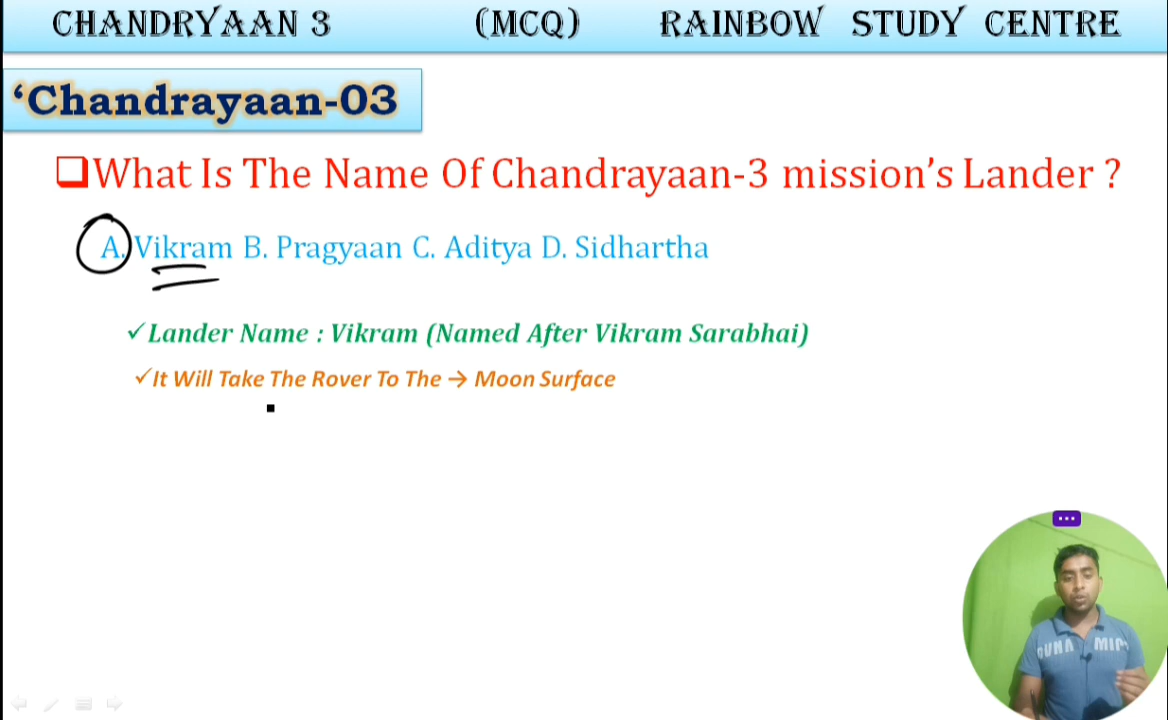 CHANDRYAAN 3 (MCQ) RAINBOW STUDY CENTRE
‘Chandrayaan-03
What Is The Name Of Chandrayaan-3 mission’s Lander ?
A. Vikram B. Pragyaan C. Aditya D. Sidhartha
✓Lander Name : Vikram (Named After Vikram Sarabhai)
✓It Will Take The Rover To The → Moon Surface